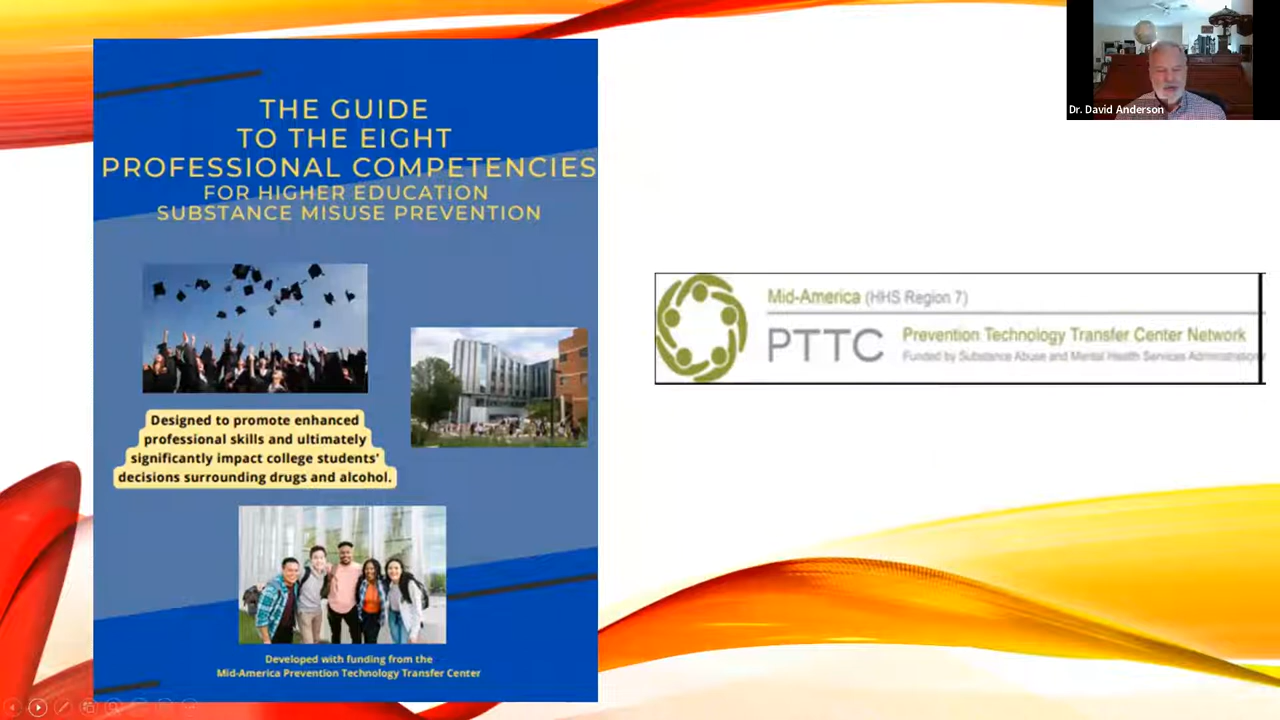 THE GUIDE
TO THE EIGHT
PROFESSIONAL COMPETENCIES
FOR HIGHER EDUCATION
SUBSTANCE MISUSE PREVENTION
Designed to promote enhanced
professional skills and ultimately
significantly impact college students'
decisions surrounding drugs and alcohol.
Developed with funding from the
Mid-America Prevention Technology Transfer Center
Mid-America (HHS Region 7)
PTTC
Prevention Technology Transfer Center Network
Funded by Substance Abuse and Mental Health Services Administration
Dr. David Anderson